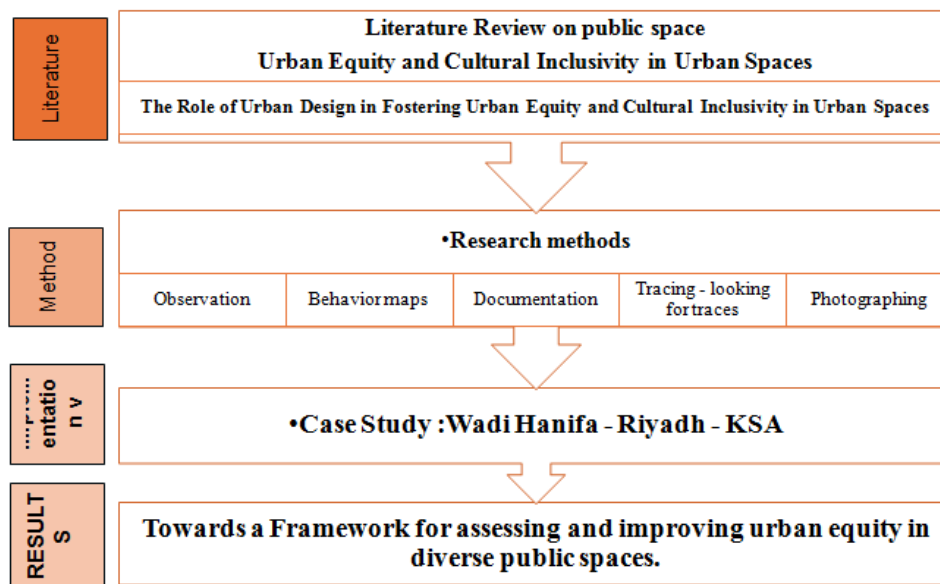 Literature
Literature Review on public space
Urban Equity and Cultural Inclusivity in Urban Spaces
The Role of Urban Design in Fostering Urban Equity and Cultural Inclusivity in Urban Spaces
Method
•Research methods
Observation
Behavior maps
Documentation
Tracing - looking
for traces
Photographing
entatio
n v
•Case Study :Wadi Hanifa - Riyadh - KSA
RESULT
S
Towards a Framework for assessing and improving urban equity in
diverse public spaces.